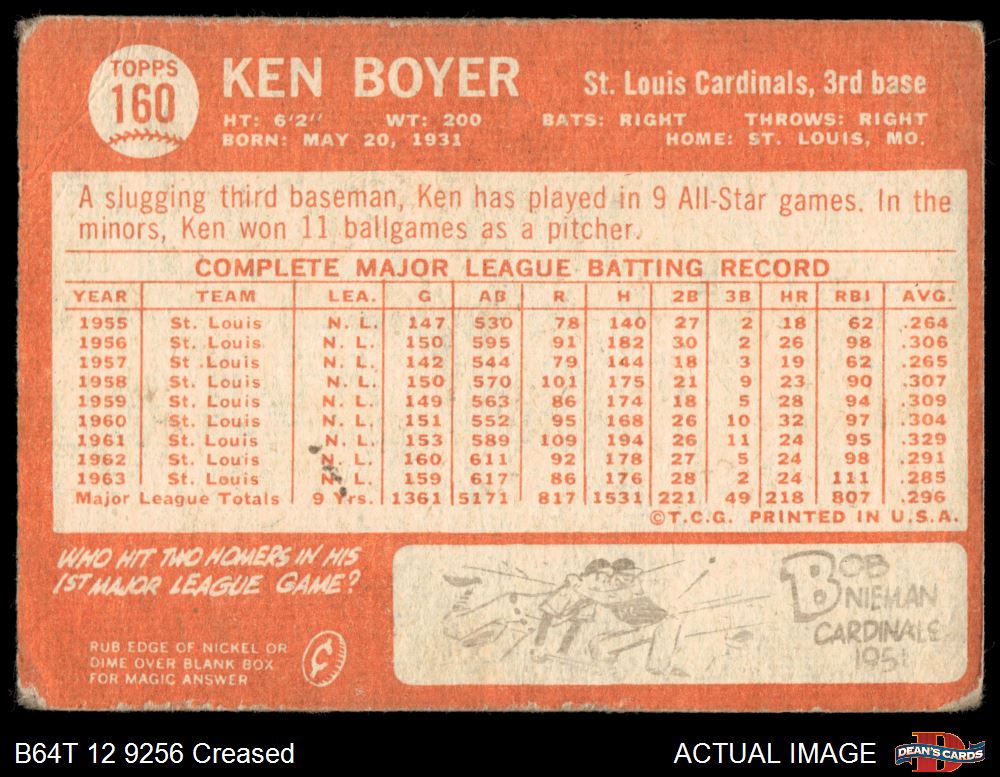 TOPPS
160
KEN BOYER
St. Louis Cardinals, 3rd base
HT: 6'2" WT: 200 BATS: RIGHT THROWS: RIGHT
BORN: MAY 20, 1931 HOME: ST. LOUIS, MO.
A slugging third baseman, Ken has played in 9 All-Star games. In the
minors, Ken won 11 ballgames as a pitcher.
COMPLETE MAJOR LEAGUE BATTING RECORD
YEAR TEAM LEA. G AB R H 2B 3B HR RBI AVG.
1955 St. Louis N. L. 147 530 78 140 27 2 18 62 .264
1956 St. Louis N. L. 150 595 91 182 30 2 26 98 .306
1957 St. Louis N. L. 142 544 79 144 18 3 19 62 .265
1958 St. Louis N. L. 150 570 101 175 21 9 23 90 .307
1959 St. Louis N. L. 149 563 86 174 18 5 28 94 .309
1960 St. Louis N. L. 151 552 95 168 26 10 32 97 .304
1961 St. Louis N. L. 153 589 109 194 26 11 24 95 .329
1962 St. Louis N. L. 160 611 92 178 27 5 24 98 .291
1963 St. Louis N. L. 159 617 86 176 28 2 24 111 .285
Major League Totals 9 Yrs. 1361 5171 817 1531 221 49 218 807 .296
©T.C.G. PRINTED IN U.S.A.
WHO HIT TWO HOMERS IN HIS
1ST MAJOR LEAGUE GAME?
RUB EDGE OF NICKEL OR
DIME OVER BLANK BOX
FOR MAGIC ANSWER
¢
BOB
NIEMAN
CARDINALS
1951
B64T 12 9256 Creased
ACTUAL IMAGE
DEAN'S CARDS